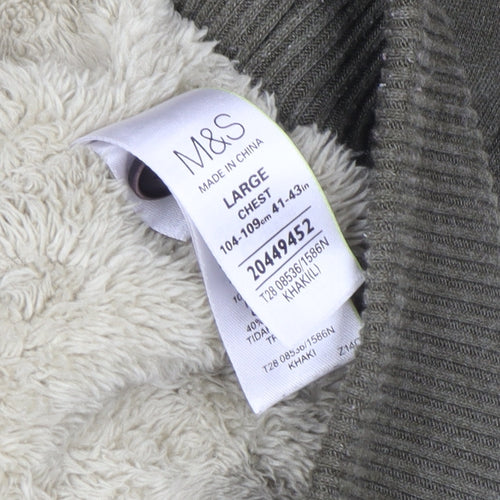 M&S
MADE IN CHINA
LARGE
CHEST
104-109cm 41-43in
20449452
T28 08536/1586N
KHAKI(L)
40%
TIDA
T28 08536/1586N
KHAKI